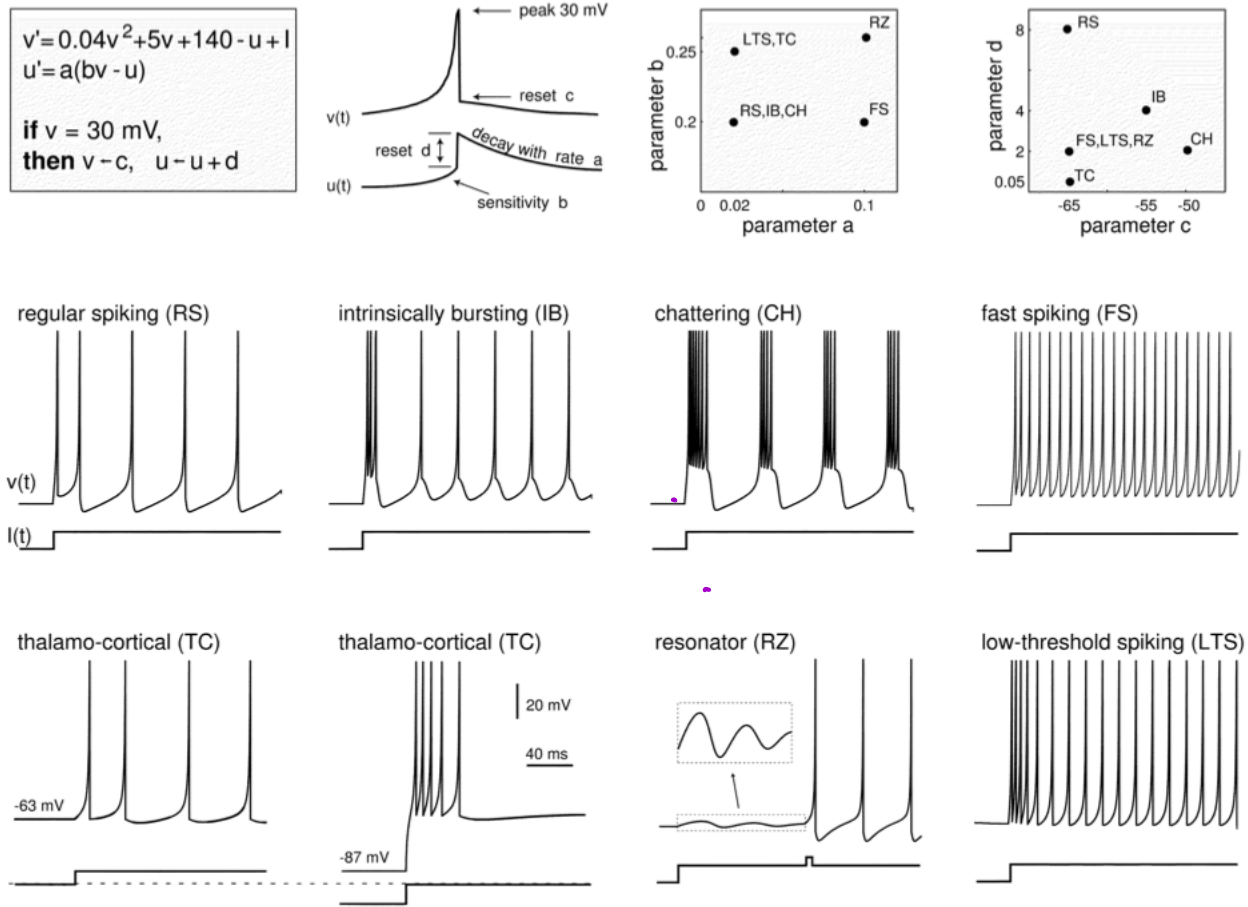 v'= 0.04v²+5v+140 - u + I
u'= a(bv - u)
if v = 30 mV,
then v ← c, u ← u + d
peak 30 mV
reset c
v(t)
reset d
decay with rate a
u(t)
sensitivity b
parameter b
0.25
0.2
LTS,TC
RZ
RS,IB,CH
FS
0
0.02
0.1
parameter a
parameter d
8
4
2
0.05
RS
IB
FS,LTS,RZ
CH
TC
-65
-55
-50
parameter c
regular spiking (RS)
intrinsically bursting (IB)
chattering (CH)
fast spiking (FS)
v(t)
I(t)
thalamo-cortical (TC)
thalamo-cortical (TC)
resonator (RZ)
low-threshold spiking (LTS)
20 mV
40 ms
-63 mV
-87 mV